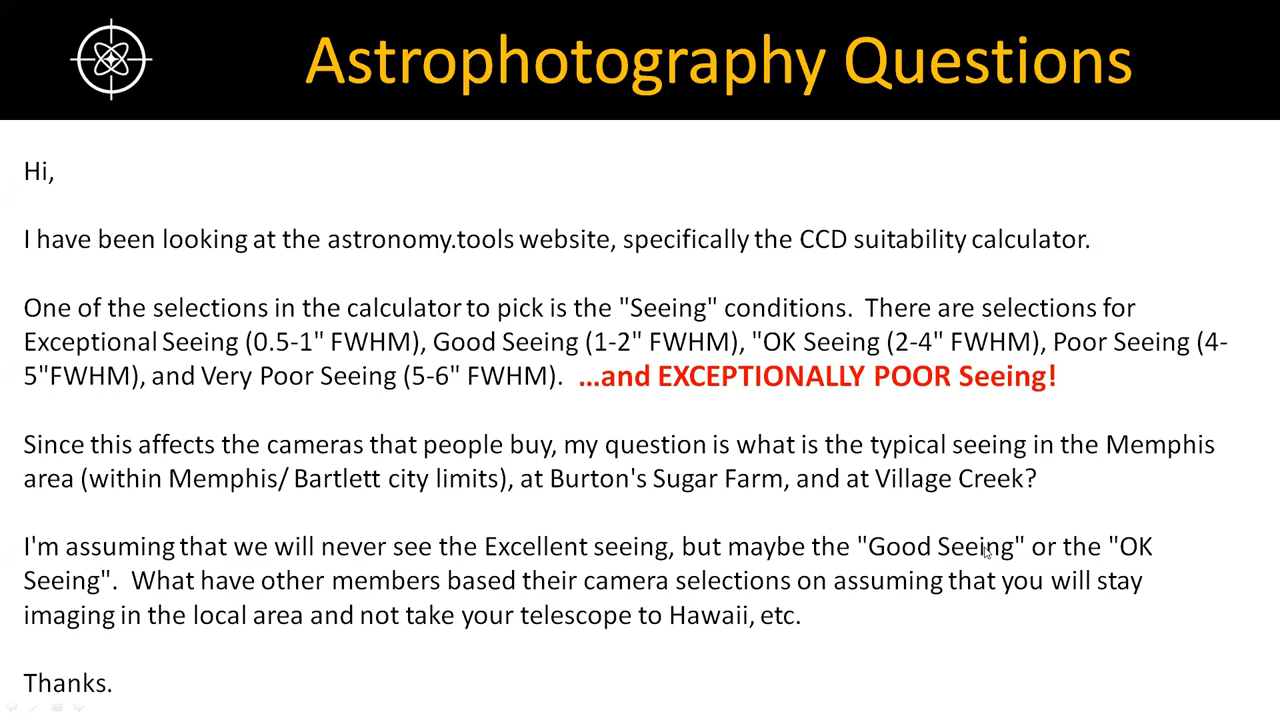 Astrophotography Questions
Hi,
I have been looking at the astronomy.tools website, specifically the CCD suitability calculator.
One of the selections in the calculator to pick is the "Seeing" conditions.  There are selections for
Exceptional Seeing (0.5-1" FWHM), Good Seeing (1-2" FWHM), "OK Seeing (2-4" FWHM), Poor Seeing (4-
5"FWHM), and Very Poor Seeing (5-6" FWHM).  ...and EXCEPTIONALLY POOR Seeing!
Since this affects the cameras that people buy, my question is what is the typical seeing in the Memphis
area (within Memphis/ Bartlett city limits), at Burton's Sugar Farm, and at Village Creek?
I'm assuming that we will never see the Excellent seeing, but maybe the "Good Seeing" or the "OK
Seeing".  What have other members based their camera selections on assuming that you will stay
imaging in the local area and not take your telescope to Hawaii, etc.
Thanks.